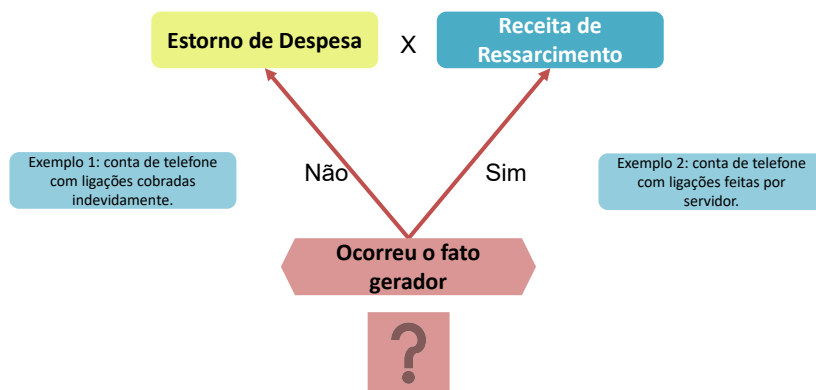 Estorno de Despesa
X
Receita de
Ressarcimento
Exemplo 1: conta de telefone
com ligações cobradas
indevidamente.
Não
Sim
Exemplo 2: conta de telefone
com ligações feitas por
servidor.
Ocorreu o fato
gerador
?